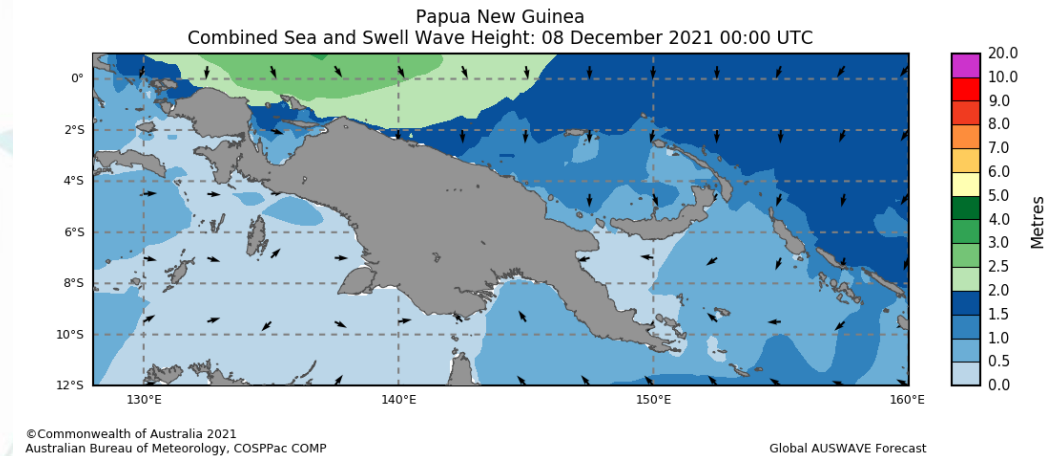 Papua New Guinea
Combined Sea and Swell Wave Height: 08 December 2021 00:00 UTC
20.0
10.0
9.0
8.0
7.0
6.0
5.0
4.0
3.0
2.5
2.0
1.5
1.0
0.5
0.0
Metres
0°
2°S
4°S
6°S
8°S
10°S
12°S
130°E
140°E
150°E
160°E
©Commonwealth of Australia 2021
Australian Bureau of Meteorology, COSPPac COMP
Global AUSWAVE Forecast